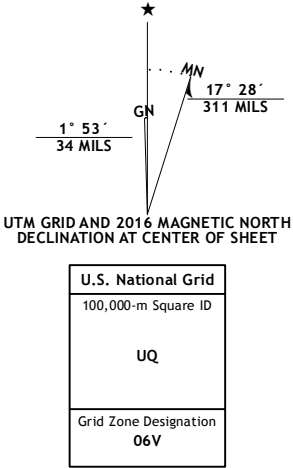 MN
GN
17° 28´
311 MILS
1° 53´
34 MILS
UTM GRID AND 2016 MAGNETIC NORTH
DECLINATION AT CENTER OF SHEET
U.S. National Grid
100,000-m Square ID
UQ
Grid Zone Designation
06V